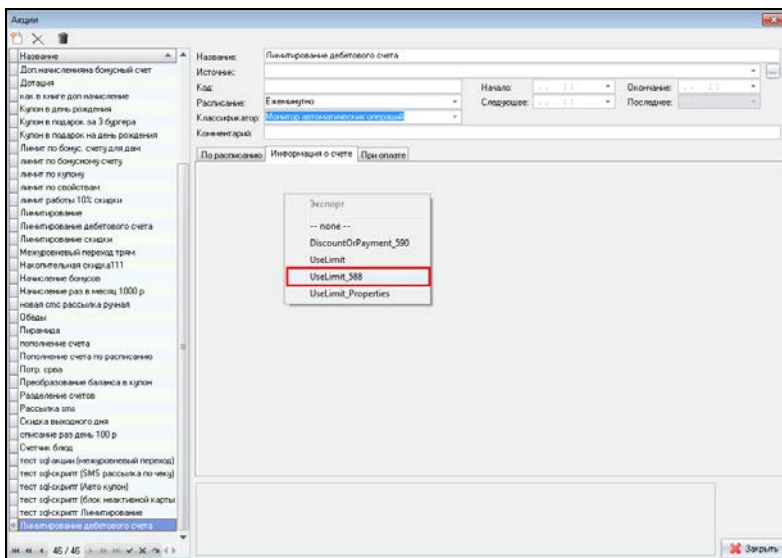 Акции
Название
Доп.начислениена бонусный счет
Дотация
как в книге доп начисление
Купон в день рождения
Купон в подарок за 3 бургера
Купон в подарок на день рождения
Лимит по бонус. счету для дам
лимит по бонусному счету
лимит по купону
лимит по свойствам
лимит работы 10% скидки
Лимитирование
Лимитирование дебетового счета
Лимитирование скидки
Межуровневый переход трям
Накопительная скидка111
Начисление бонусов
Начисление раз в месяц 1000 р
новая смс рассылка ручная
Обеды
Пирамида
пополнение счета
Пополнение счета по расписанию
Потр. срва
Преобразование баланса в купон
Разделение счетов
Рассылка sms
Скидка выходного дня
списание раз день 100 р
Счетчик блюд
тест sql-акции (межуровневый переход)
тест sql-скрипт (SMS рассылка по чеку)
тест sql-скрипт (Авто купон)
тест sql-скрипт (блок неактивной карты
тест sql-скрипт Лимитирование
Лимитирование дебетового счета
46 / 46
Название: Лимитирование дебетового счета
Источник:
Код: Начало: Окончание:
Расписание: Ежеминутно Следующее: Последнее:
Классификатор: Монитор автоматических операций
Комментарий:
По расписанию Информация о счете При оплате
Экспорт
-- none --
DiscountOrPayment_590
UseLimit
UseLimit_588
UseLimit_Properties
Закрыть